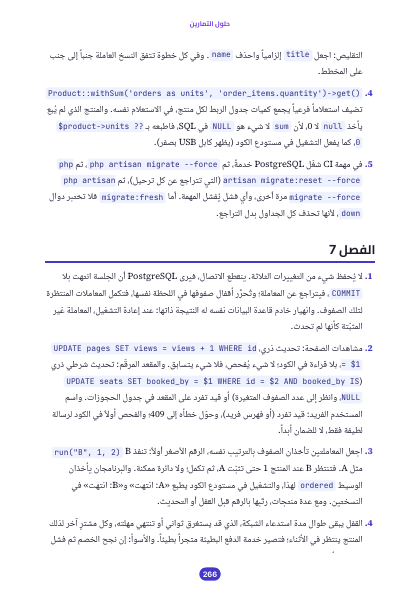 حلول التمارين
التقليص: اجعل title إلزامياً واحذف name. وفي كل خطوة تتفق النسخ العاملة جنباً إلى جنب
على المخطط.
4. Product::withSum('orders as units', 'order_items.quantity')->get()
تضيف استعلاماً فرعياً يجمع كميات جدول الربط لكل منتج، في الاستعلام نفسه. والمنتج الذي لم يُبع
يأخذ null لا 0، لأن sum لا شيء هو NULL في SQL، فاطبعه بـ $product->units ??
0، كما يفعل التشغيل في مستودع الكود (يظهر كابل USB بصفر).
5. في مهمة CI شغّل PostgreSQL خدمةً، ثم php artisan migrate --force، ثم php
artisan migrate:reset --force (التي تتراجع عن كل ترحيل)، ثم php artisan
migrate --force مرة أخرى، وأي فشل يُفشل المهمة. أما migrate:fresh فلا تختبر دوال
down، لأنها تحذف كل الجداول بدل التراجع.
الفصل 7
1. لا يُحفظ شيء من التغييرات الثلاثة. ينقطع الاتصال، فيرى PostgreSQL أن الجلسة انتهت بلا
COMMIT، فيتراجع عن المعاملة؛ وتُحرَّر أقفال صفوفها في اللحظة نفسها، فتكمل المعاملات المنتظرة
لتلك الصفوف. وانهيار خادم قاعدة البيانات نفسه له النتيجة ذاتها: عند إعادة التشغيل، المعاملة غير
المثبّتة كأنها لم تحدث.
2. مشاهدات الصفحة: تحديث ذري، UPDATE pages SET views = views + 1 WHERE id
= $1، بلا قراءة في الكود؛ لا شيء يُفحص، فلا شيء يتسابق. والمقعد المرقّم: تحديث شرطي ذري
(UPDATE seats SET booked_by = $1 WHERE id = $2 AND booked_by IS
NULL، وانظر إلى عدد الصفوف المتغيرة) أو قيد تفرد على المقعد في جدول الحجوزات. واسم
المستخدم الفريد: قيد تفرد (أو فهرس فريد)، وحوّل خطأه إلى 409؛ والفحص أولاً في الكود لرسالة
لطيفة فقط، لا للضمان أبداً.
3. اجعل المعاملتين تأخذان الصفوف بالترتيب نفسه، الرقم الأصغر أولاً: تنفذ B run("B", 1, 2)
مثل A. فتنتظر B عند المنتج 1 حتى تثبّت A، ثم تكمل؛ ولا دائرة ممكنة. والبرنامجان يأخذان
الوسيط ordered لهذا، والتشغيل في مستودع الكود يطبع «A: انتهت» و«B: انتهت» في
النسختين. ومع عدة منتجات، رتّبها بالرقم قبل القفل أو التحديث.
4. القفل يبقى طوال مدة استدعاء الشبكة، الذي قد يستغرق ثواني أو تنتهي مهلته، وكل مشترٍ آخر لذلك
المنتج ينتظر في الأثناء؛ فتصير خدمة الدفع البطيئة متجراً بطيئاً. والأسوأ: إن نجح الخصم ثم فشل
266